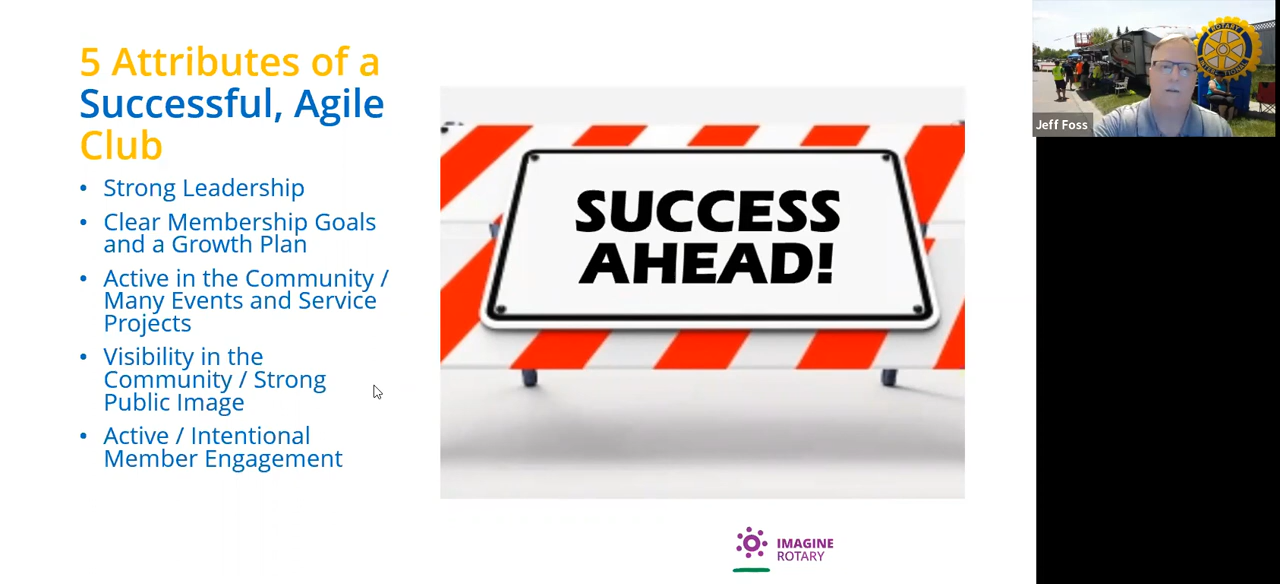 5 Attributes of a
Successful, Agile
Club
• Strong Leadership
• Clear Membership Goals
and a Growth Plan
• Active in the Community /
Many Events and Service
Projects
• Visibility in the
Community / Strong
Public Image
• Active / Intentional
Member Engagement
SUCCESS
AHEAD!
IMAGINE
ROTARY
ROTARY
INTERNATIONAL
Jeff Foss